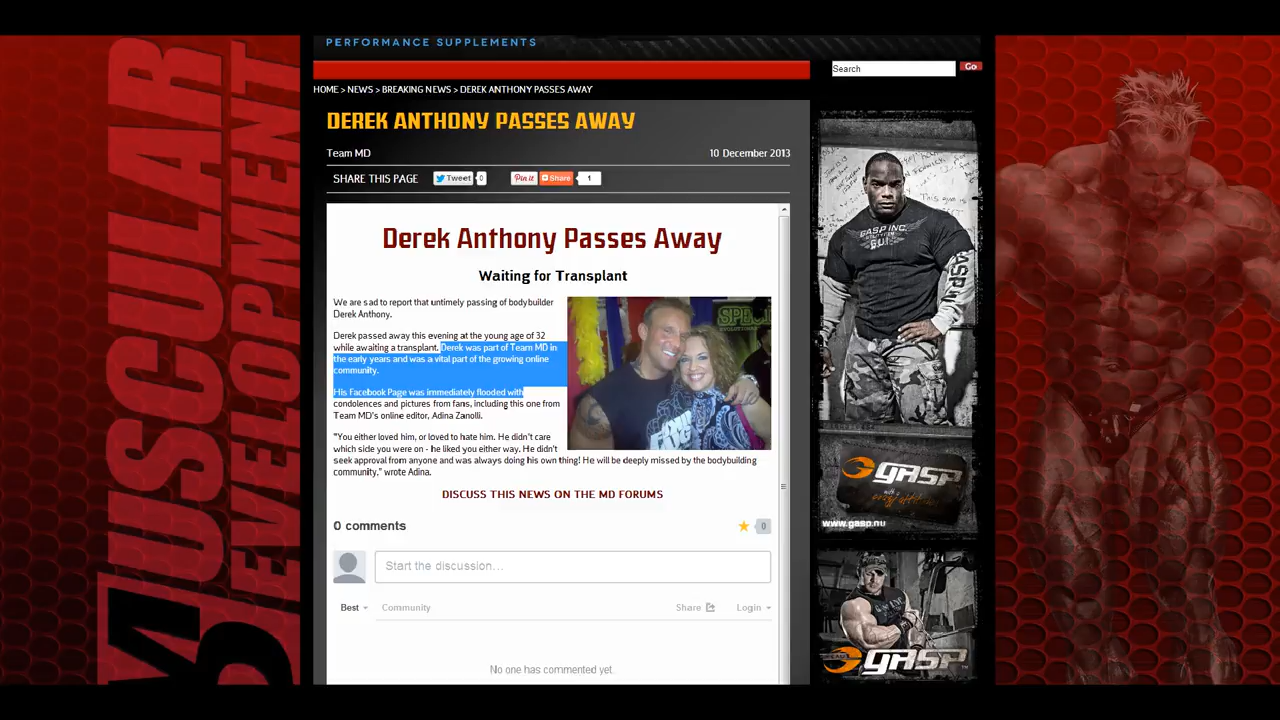 PERFORMANCE SUPPLEMENTS
Search
Go
HOME > NEWS > BREAKING NEWS > DEREK ANTHONY PASSES AWAY
DEREK ANTHONY PASSES AWAY
Team MD
10 December 2013
SHARE THIS PAGE
Tweet
0
Pin it
Share
1
Derek Anthony Passes Away
Waiting for Transplant
We are sad to report that untimely passing of bodybuilder
Derek Anthony.
Derek passed away this evening at the young age of 32
while awaiting a transplant. Derek was part of Team MD in
the early years and was a vital part of the growing online
community.
His Facebook Page was immediately flooded with
condolences and pictures from fans, including this one from
Team MD's online editor, Adina Zanolli.
"You either loved him, or loved to hate him. He didn't care
which side you were on - he liked you either way. He didn't
seek approval from anyone and was always doing his own thing! He will be deeply missed by the bodybuilding
community," wrote Adina.
DISCUSS THIS NEWS ON THE MD FORUMS
0 comments
0
Start the discussion...
Best
Community
Share
Login
No one has commented yet.
MUSCULAR
DEVELOPMENT
MD
GASP INC.
GASP
www.gasp.nu
GASP